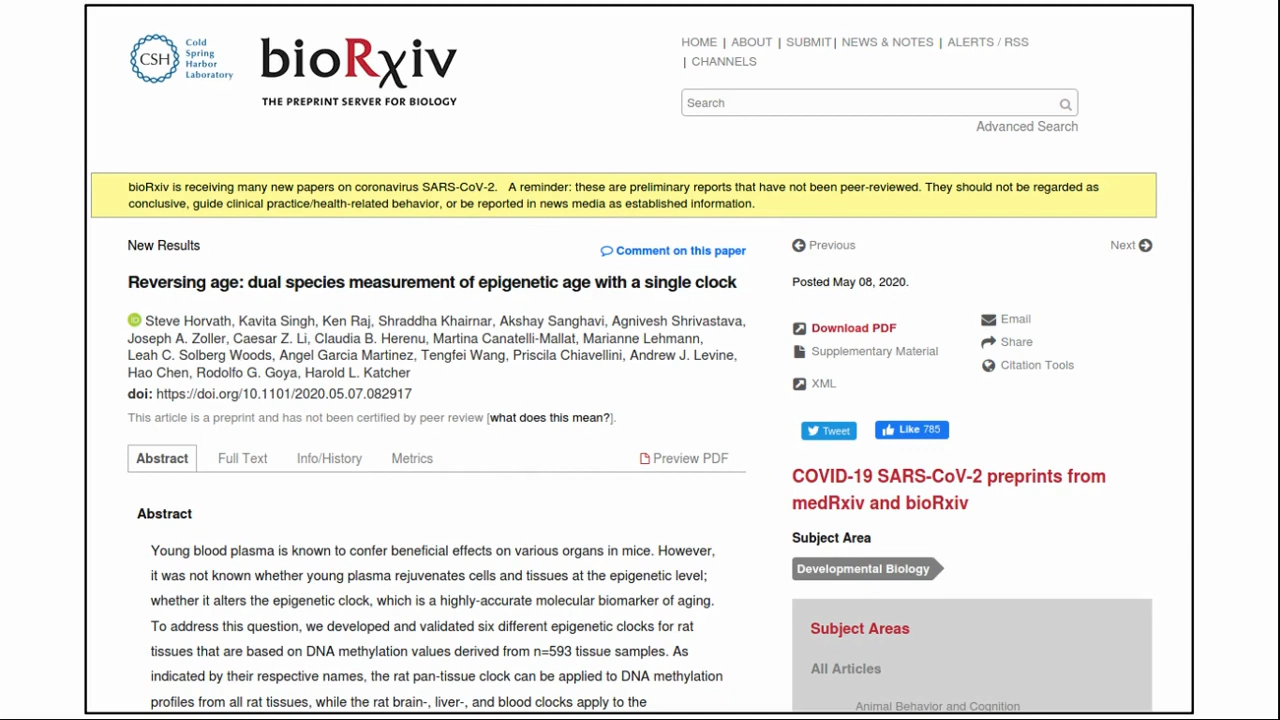 CSH
Cold
Spring
Harbor
Laboratory
bioRχiv
THE PREPRINT SERVER FOR BIOLOGY
HOME | ABOUT | SUBMIT | NEWS & NOTES | ALERTS / RSS
| CHANNELS
Search
Advanced Search
bioRxiv is receiving many new papers on coronavirus SARS-CoV-2. A reminder: these are preliminary reports that have not been peer-reviewed. They should not be regarded as
conclusive, guide clinical practice/health-related behavior, or be reported in news media as established information.
New Results
Comment on this paper
Reversing age: dual species measurement of epigenetic age with a single clock
iD Steve Horvath, Kavita Singh, Ken Raj, Shraddha Khairnar, Akshay Sanghavi, Agnivesh Shrivastava,
Joseph A. Zoller, Caesar Z. Li, Claudia B. Herenu, Martina Canatelli-Mallat, Marianne Lehmann,
Leah C. Solberg Woods, Angel Garcia Martinez, Tengfei Wang, Priscila Chiavellini, Andrew J. Levine,
Hao Chen, Rodolfo G. Goya, Harold L. Katcher
doi: https://doi.org/10.1101/2020.05.07.082917
This article is a preprint and has not been certified by peer review [what does this mean?].
Abstract Full Text Info/History Metrics Preview PDF
Abstract
Young blood plasma is known to confer beneficial effects on various organs in mice. However,
it was not known whether young plasma rejuvenates cells and tissues at the epigenetic level;
whether it alters the epigenetic clock, which is a highly-accurate molecular biomarker of aging.
To address this question, we developed and validated six different epigenetic clocks for rat
tissues that are based on DNA methylation values derived from n=593 tissue samples. As
indicated by their respective names, the rat pan-tissue clock can be applied to DNA methylation
profiles from all rat tissues, while the rat brain-, liver-, and blood clocks apply to the
Previous
Next
Posted May 08, 2020.
Download PDF
Supplementary Material
XML
Email
Share
Citation Tools
Tweet
Like 785
COVID-19 SARS-CoV-2 preprints from
medRxiv and bioRxiv
Subject Area
Developmental Biology
Subject Areas
All Articles
Animal Behavior and Cognition